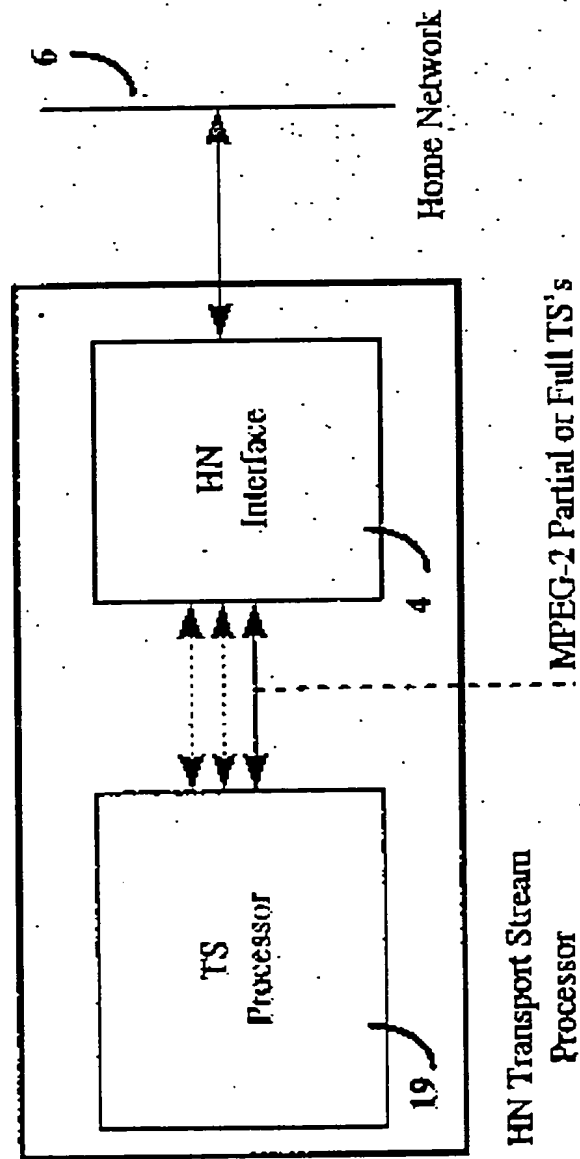 6
Home Network
HN
Interface
4
TS
Processor
19
MPEG-2 Partial or Full TS's
HN Transport Stream
Processor